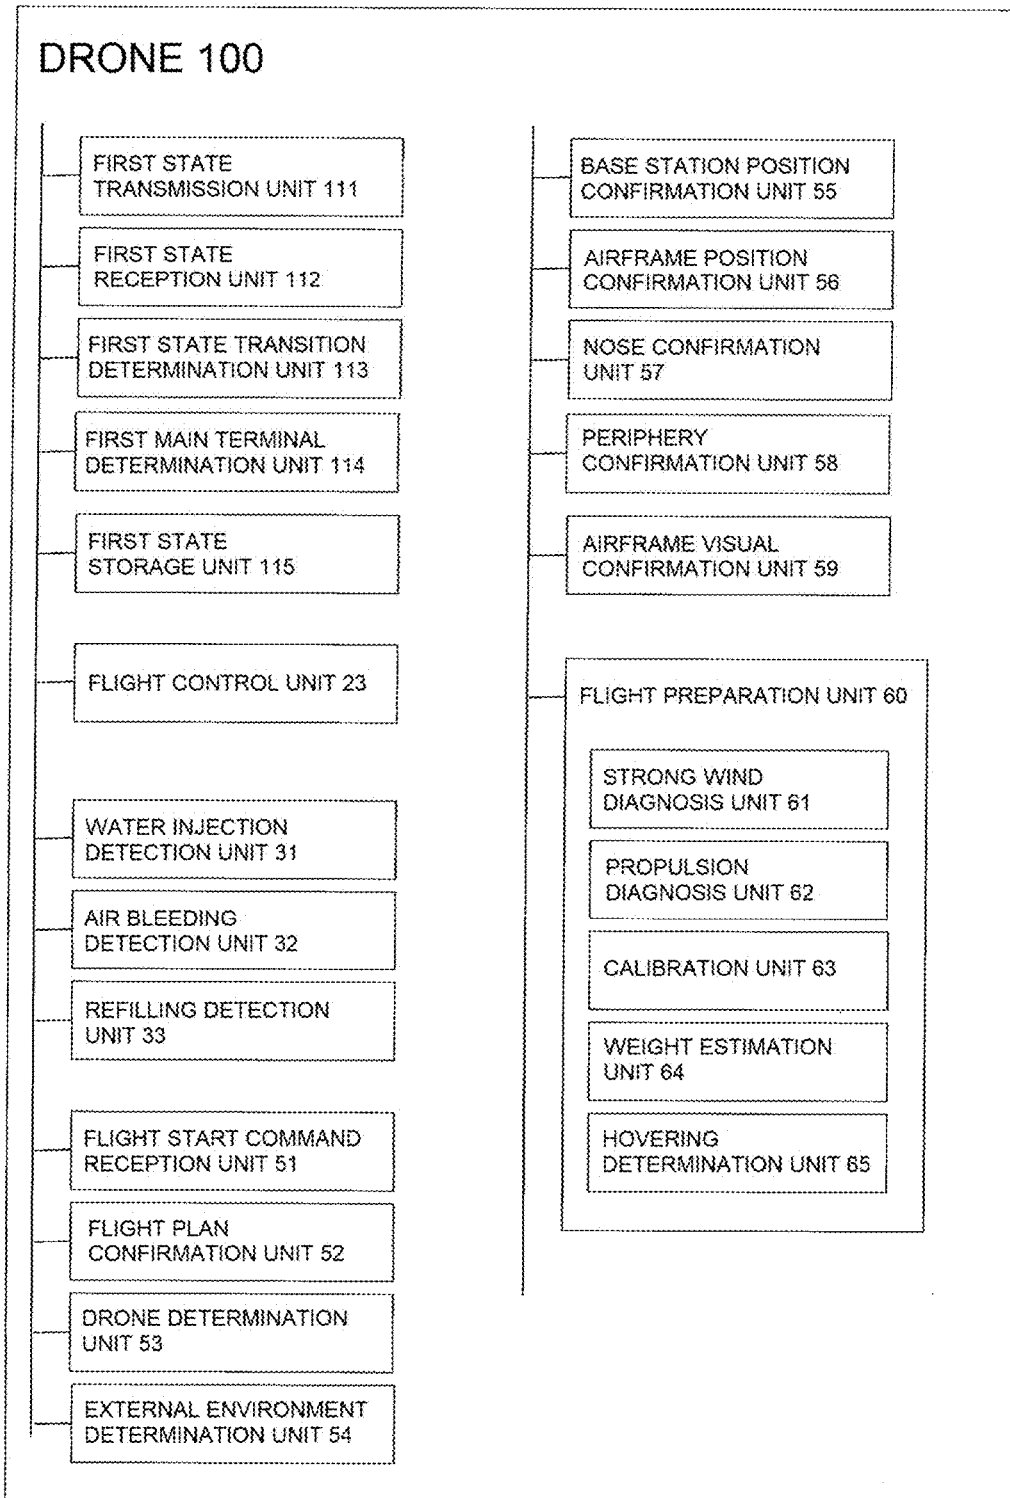 DRONE 100
FIRST STATE
TRANSMISSION UNIT 111
FIRST STATE
RECEPTION UNIT 112
FIRST STATE TRANSITION
DETERMINATION UNIT 113
FIRST MAIN TERMINAL
DETERMINATION UNIT 114
FIRST STATE
STORAGE UNIT 115
FLIGHT CONTROL UNIT 23
WATER INJECTION
DETECTION UNIT 31
AIR BLEEDING
DETECTION UNIT 32
REFILLING DETECTION
UNIT 33
FLIGHT START COMMAND
RECEPTION UNIT 51
FLIGHT PLAN
CONFIRMATION UNIT 52
DRONE DETERMINATION
UNIT 53
EXTERNAL ENVIRONMENT
DETERMINATION UNIT 54
BASE STATION POSITION
CONFIRMATION UNIT 55
AIRFRAME POSITION
CONFIRMATION UNIT 56
NOSE CONFIRMATION
UNIT 57
PERIPHERY
CONFIRMATION UNIT 58
AIRFRAME VISUAL
CONFIRMATION UNIT 59
FLIGHT PREPARATION UNIT 60
STRONG WIND
DIAGNOSIS UNIT 61
PROPULSION
DIAGNOSIS UNIT 62
CALIBRATION UNIT 63
WEIGHT ESTIMATION
UNIT 64
HOVERING
DETERMINATION UNIT 65